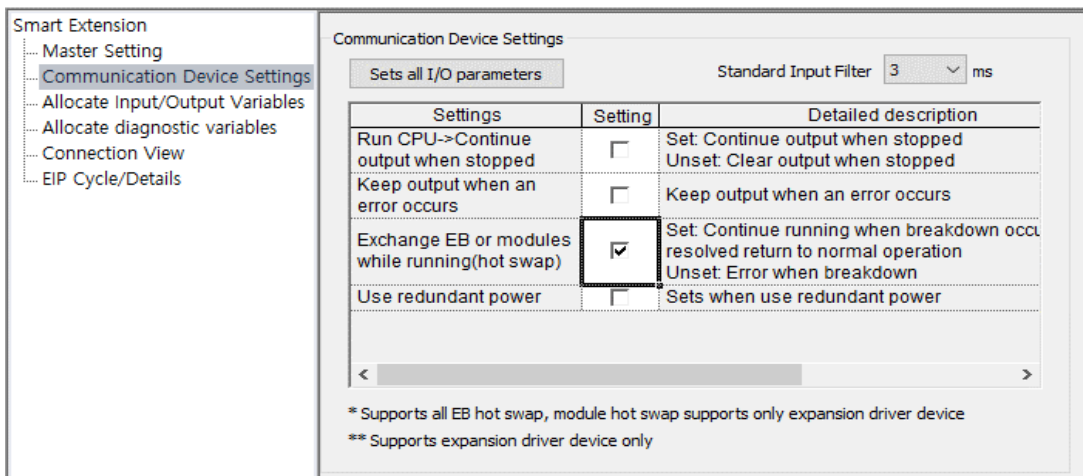 Smart Extension
Master Setting
Communication Device Settings
Allocate Input/Output Variables
Allocate diagnostic variables
Connection View
EIP Cycle/Details
Communication Device Settings
Sets all I/O parameters
Standard Input Filter 3 ms
Settings Setting Detailed description
Run CPU->Continue
output when stopped
Set: Continue output when stopped
Unset: Clear output when stopped
Keep output when an
error occurs
Keep output when an error occurs
Exchange EB or modules
while running(hot swap)
Set: Continue running when breakdown occu
resolved return to normal operation
Unset: Error when breakdown
Use redundant power
Sets when use redundant power
* Supports all EB hot swap, module hot swap supports only expansion driver device
** Supports expansion driver device only